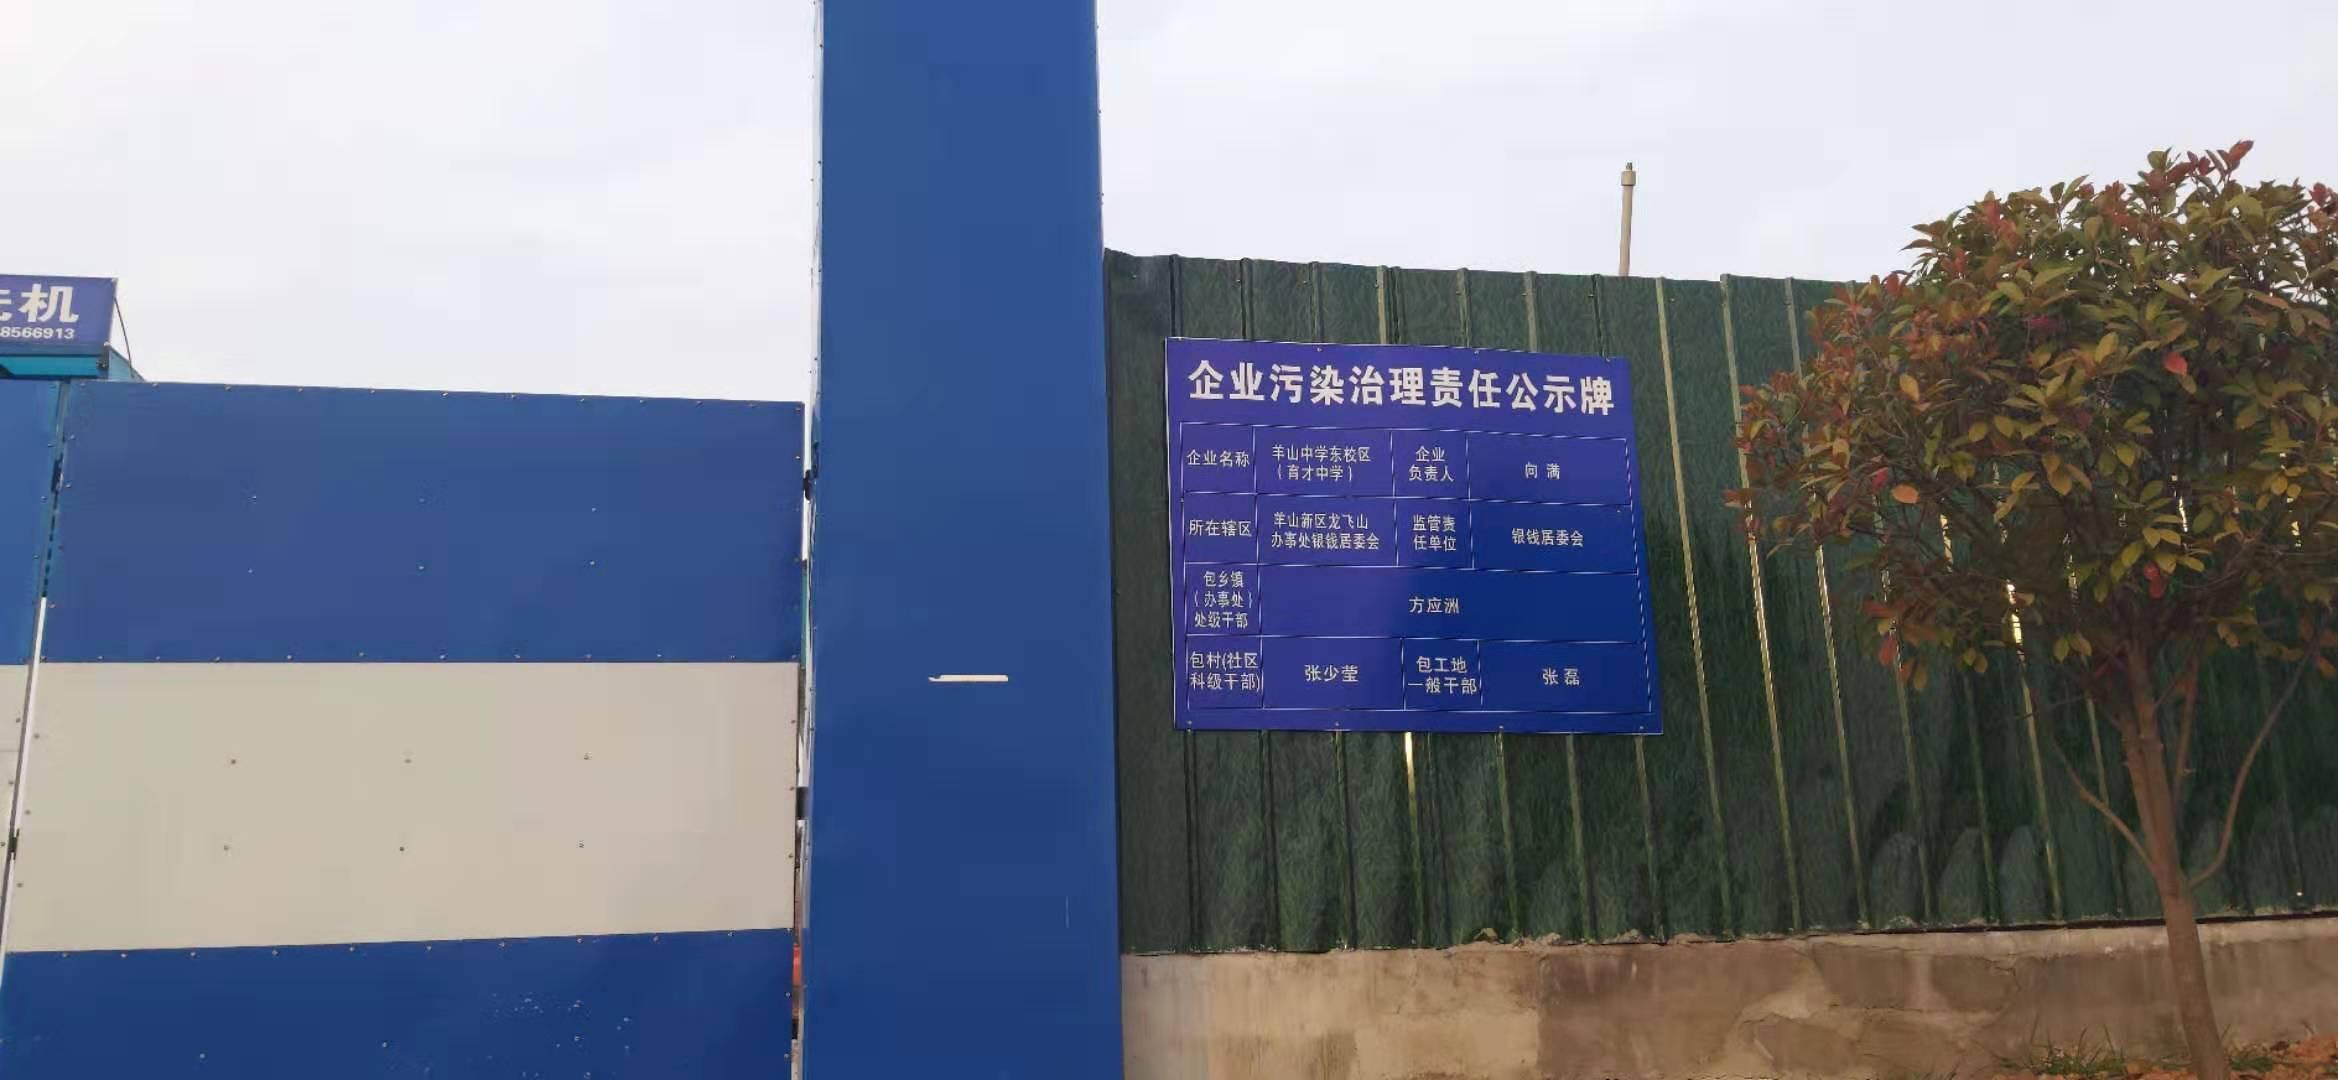 机
8566913
企业污染治理责任公示牌
企业名称
羊山中学东校区
（育才中学）
企业
负责人
向 满
所在辖区
羊山新区龙飞山
办事处银钱居委会
监管责
任单位
银钱居委会
包乡镇
（办事处）
处级干部
方应洲
包村(社区
科级干部)
张少莹
包工地
一般干部
张 磊